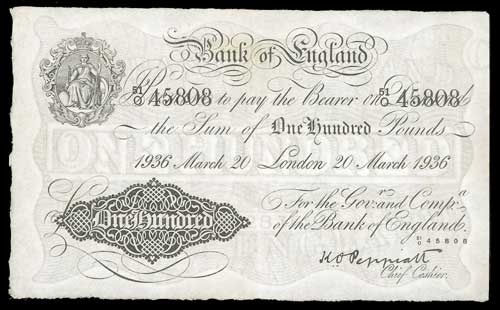 Bank of England
51/O 45808 to pay the Bearer on Demand 51/O 45808
the Sum of One Hundred Pounds
1936 March 20 London 20 March 1936
For the Govr. and Compa.
of the Bank of England.
One Hundred
51/O 45808
K O Peppiatt
Chief Cashier.